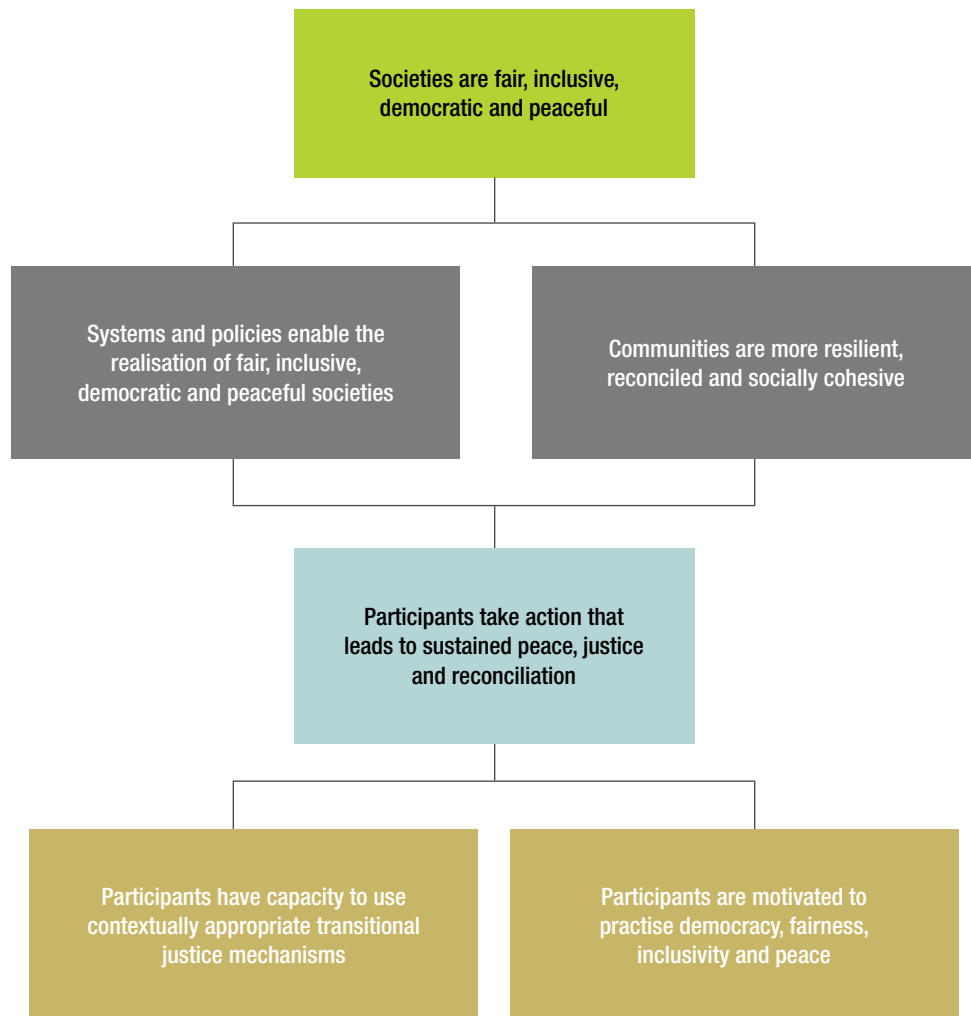 Societies are fair, inclusive,
democratic and peaceful
Systems and policies enable the
realisation of fair, inclusive,
democratic and peaceful societies
Communities are more resilient,
reconciled and socially cohesive
Participants take action that
leads to sustained peace, justice
and reconciliation
Participants have capacity to use
contextually appropriate transitional
justice mechanisms
Participants are motivated to
practise democracy, fairness,
inclusivity and peace